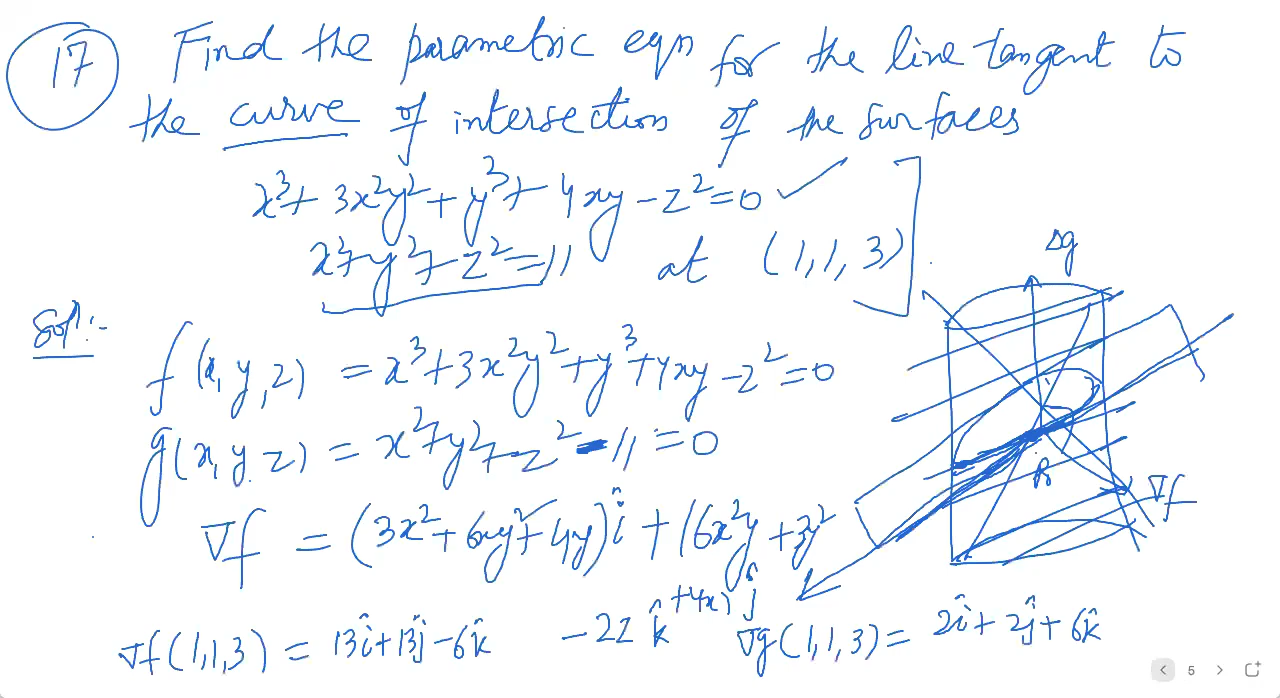 17 Find the parametric eqn for the line tangent to
the curve of intersection of the surfaces
x³ + 3x²y² + y³ + 4xy - z² = 0 ✓
x² + y² + z² = 11 at (1, 1, 3)
Sol:-
f(x, y, z) = x³ + 3x²y² + y³ + 4xy - z² = 0
g(x, y, z) = x² + y² + z² - 11 = 0
∇f = (3x² + 6xy² + 4y) î + (6x²y + 3y²
+ 4x) ĵ
- 2z k̂
∇f(1,1,3) = 13î + 13ĵ - 6k̂
∇g(1,1,3) = 2î + 2ĵ + 6k̂
Δg
∇f
P₀
5